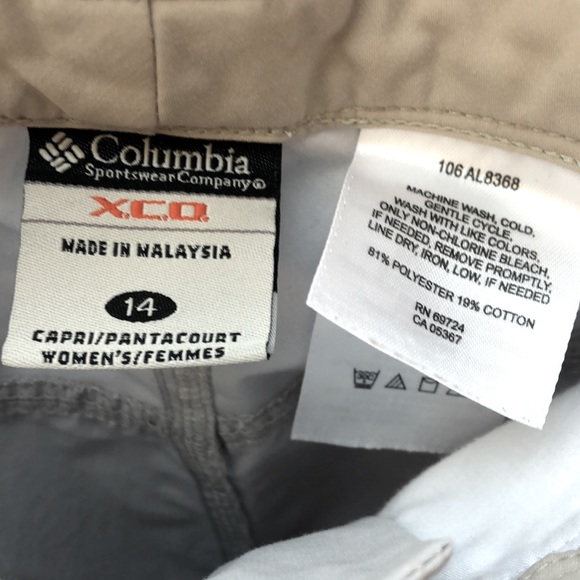 Columbia
Sportswear Company®
X.C.O.
MADE IN MALAYSIA
14
CAPRI/PANTACOURT
WOMEN'S/FEMMES
106 AL8368
MACHINE WASH, COLD,
GENTLE CYCLE,
WASH WITH LIKE COLORS,
ONLY NON-CHLORINE BLEACH,
IF NEEDED, REMOVE PROMPTLY,
LINE DRY, IRON, LOW, IF NEEDED
81% POLYESTER 19% COTTON
RN 69724
CA 05367